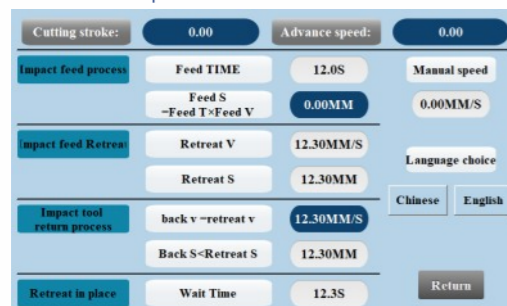 Cutting stroke: 0.00 Advance speed: 0.00
Impact feed process Feed TIME 12.0S Manual speed
Feed S
=Feed T×Feed V 0.00MM 0.00MM/S
Impact feed Retreat Retreat V 12.30MM/S
Language choice
Retreat S 12.30MM
Chinese English
Impact tool
return process back v =retreat v 12.30MM/S
Back S<Retreat S 12.30MM
Retreat in place Wait Time 12.3S Return